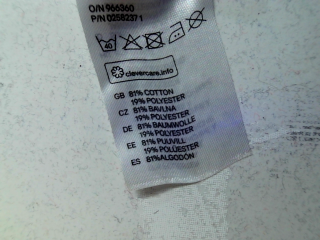 O/N 966360
P/N 02582371
40
clevercare.info
GB 81% COTTON
19% POLYESTER
CZ 81% BAVLNA
19% POLYESTER
DE 81% BAUMWOLLE
19% POLYESTER
EE 81% PUUVILL
19% POLÜESTER
ES 81% ALGODÓN